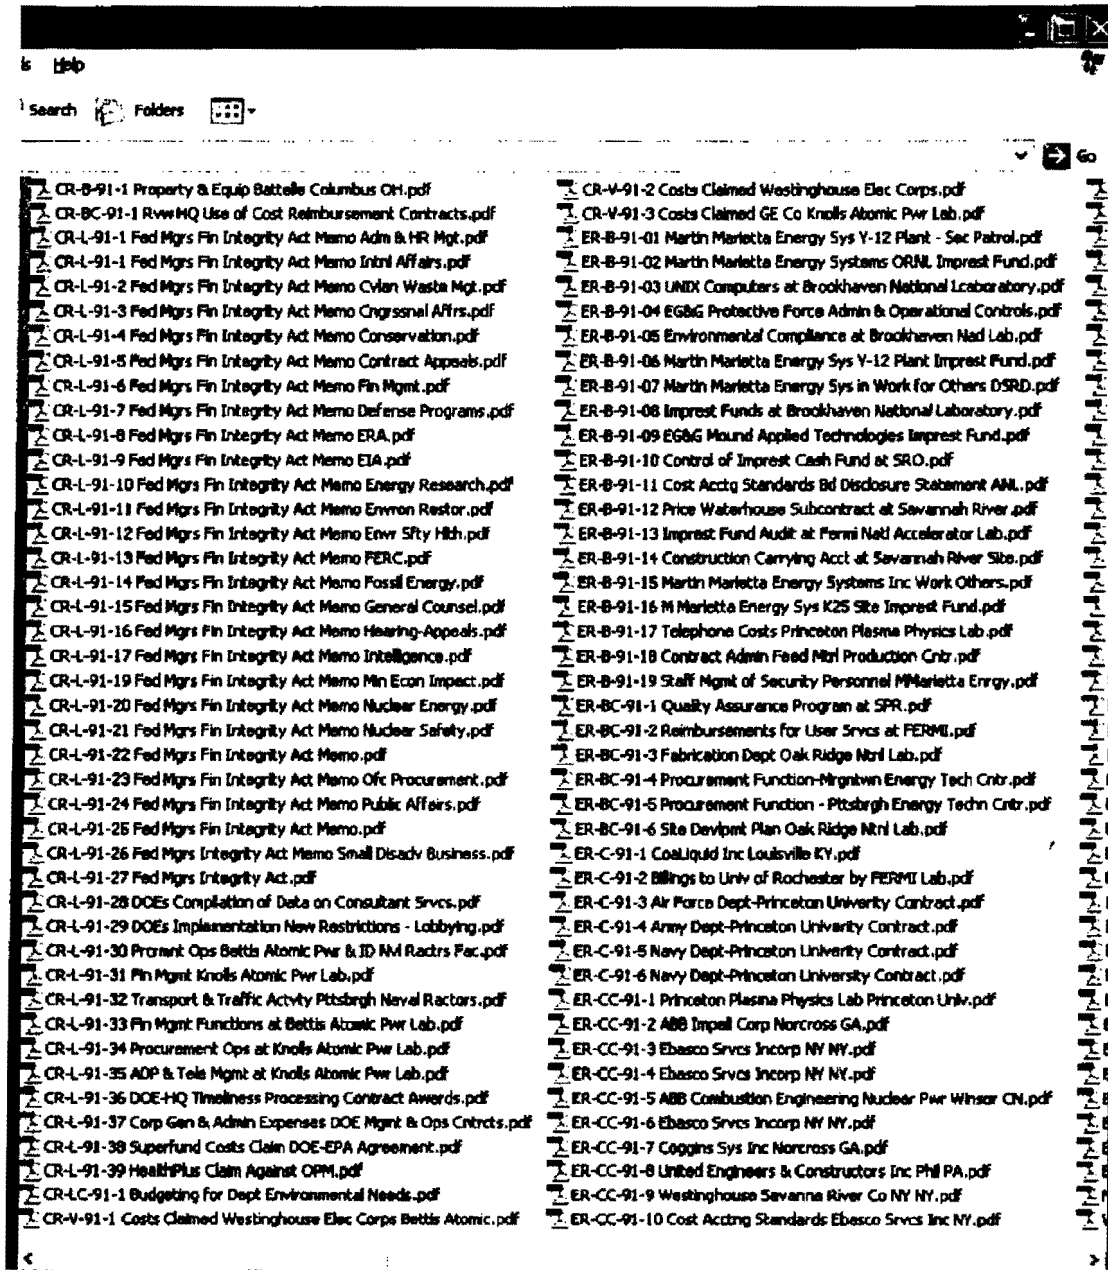 s Help
Search Folders
Go
CR-B-91-1 Property & Equip Battelle Columbus OH.pdf
CR-BC-91-1 Rvw HQ Use of Cost Reimbursement Contracts.pdf
CR-L-91-1 Fed Mgrs Fin Integrity Act Memo Adm & HR Mgt.pdf
CR-L-91-1 Fed Mgrs Fin Integrity Act Memo Intnl Affairs.pdf
CR-L-91-2 Fed Mgrs Fin Integrity Act Memo Cvlan Waste Mgt.pdf
CR-L-91-3 Fed Mgrs Fin Integrity Act Memo Cngrssnal Affrs.pdf
CR-L-91-4 Fed Mgrs Fin Integrity Act Memo Conservation.pdf
CR-L-91-5 Fed Mgrs Fin Integrity Act Memo Contract Appeals.pdf
CR-L-91-6 Fed Mgrs Fin Integrity Act Memo Fin Mgmt.pdf
CR-L-91-7 Fed Mgrs Fin Integrity Act Memo Defense Programs.pdf
CR-L-91-8 Fed Mgrs Fin Integrity Act Memo ERA.pdf
CR-L-91-9 Fed Mgrs Fin Integrity Act Memo EIA.pdf
CR-L-91-10 Fed Mgrs Fin Integrity Act Memo Energy Research.pdf
CR-L-91-11 Fed Mgrs Fin Integrity Act Memo Environ Restor.pdf
CR-L-91-12 Fed Mgrs Fin Integrity Act Memo Envr Sfty Hlth.pdf
CR-L-91-13 Fed Mgrs Fin Integrity Act Memo FERC.pdf
CR-L-91-14 Fed Mgrs Fin Integrity Act Memo Fossil Energy.pdf
CR-L-91-15 Fed Mgrs Fin Integrity Act Memo General Counsel.pdf
CR-L-91-16 Fed Mgrs Fin Integrity Act Memo Hearing-Appeals.pdf
CR-L-91-17 Fed Mgrs Fin Integrity Act Memo Intelligence.pdf
CR-L-91-19 Fed Mgrs Fin Integrity Act Memo Min Econ Impact.pdf
CR-L-91-20 Fed Mgrs Fin Integrity Act Memo Nuclear Energy.pdf
CR-L-91-21 Fed Mgrs Fin Integrity Act Memo Nuclear Safety.pdf
CR-L-91-22 Fed Mgrs Fin Integrity Act Memo.pdf
CR-L-91-23 Fed Mgrs Fin Integrity Act Memo Ofc Procurement.pdf
CR-L-91-24 Fed Mgrs Fin Integrity Act Memo Public Affairs.pdf
CR-L-91-25 Fed Mgrs Fin Integrity Act Memo.pdf
CR-L-91-26 Fed Mgrs Integrity Act Memo Small Disadv Business.pdf
CR-L-91-27 Fed Mgrs Integrity Act.pdf
CR-L-91-28 DOEs Compilation of Data on Consultant Srvcs.pdf
CR-L-91-29 DOEs Implementation New Restrictions - Lobbying.pdf
CR-L-91-30 Prcmnt Ops Bettis Atomic Pwr & ID Nvl Ractrs Fac.pdf
CR-L-91-31 Fin Mgmt Knolls Atomic Pwr Lab.pdf
CR-L-91-32 Transport & Traffic Actvty Pttsbrgh Naval Ractors.pdf
CR-L-91-33 Fin Mgmt Functions at Bettis Atomic Pwr Lab.pdf
CR-L-91-34 Procurement Ops at Knolls Atomic Pwr Lab.pdf
CR-L-91-35 ADP & Tele Mgmt at Knolls Atomic Pwr Lab.pdf
CR-L-91-36 DOE-HQ Timeliness Processing Contract Awards.pdf
CR-L-91-37 Corp Gen & Admin Expenses DOE Mgmt & Ops Cntrcts.pdf
CR-L-91-38 Superfund Costs Claim DOE-EPA Agreement.pdf
CR-L-91-39 HealthPlus Claim Against OPM.pdf
CR-LC-91-1 Budgeting for Dept Environmental Needs.pdf
CR-V-91-1 Costs Claimed Westinghouse Elec Corps Bettis Atomic.pdf
CR-V-91-2 Costs Claimed Westinghouse Elec Corps.pdf
CR-V-91-3 Costs Claimed GE Co Knolls Atomic Pwr Lab.pdf
ER-B-91-01 Martin Marietta Energy Sys Y-12 Plant - Sec Patrol.pdf
ER-B-91-02 Martin Marietta Energy Systems ORNL Imprest Fund.pdf
ER-B-91-03 UNIX Computers at Brookhaven National Lcaboratory.pdf
ER-B-91-04 EG&G Protective Force Admin & Operational Controls.pdf
ER-B-91-05 Environmental Compliance at Brookhaven Natl Lab.pdf
ER-B-91-06 Martin Marietta Energy Sys Y-12 Plant Imprest Fund.pdf
ER-B-91-07 Martin Marietta Energy Sys in Work for Others DSRD.pdf
ER-B-91-08 Imprest Funds at Brookhaven National Laboratory.pdf
ER-B-91-09 EG&G Mound Applied Technologies Imprest Fund.pdf
ER-B-91-10 Control of Imprest Cash Fund at SRO.pdf
ER-B-91-11 Cost Acctg Standards Bd Disclosure Statement ANL.pdf
ER-B-91-12 Price Waterhouse Subcontract at Savannah River.pdf
ER-B-91-13 Imprest Fund Audit at Fermi Natl Accelerator Lab.pdf
ER-B-91-14 Construction Carrying Acct at Savannah River Site.pdf
ER-B-91-15 Martin Marietta Energy Systems Inc Work Others.pdf
ER-B-91-16 M Marietta Energy Sys K25 Site Imprest Fund.pdf
ER-B-91-17 Telephone Costs Princeton Plasma Physics Lab.pdf
ER-B-91-18 Contract Admin Feed Mtrl Production Cntr.pdf
ER-B-91-19 Staff Mgmt of Security Personnel MMarietta Enrgy.pdf
ER-BC-91-1 Quality Assurance Program at SPR.pdf
ER-BC-91-2 Reimbursements for User Srvcs at FERMI.pdf
ER-BC-91-3 Fabrication Dept Oak Ridge Ntnl Lab.pdf
ER-BC-91-4 Procurement Function-Mrgntwn Energy Tech Cntr.pdf
ER-BC-91-5 Procurement Function - Pttsbrgh Energy Techn Cntr.pdf
ER-BC-91-6 Site Devlpmt Plan Oak Ridge Ntnl Lab.pdf
ER-C-91-1 CoaLiquid Inc Louisville KY.pdf
ER-C-91-2 Billings to Univ of Rochester by FERMI Lab.pdf
ER-C-91-3 Air Force Dept-Princeton Univerity Contract.pdf
ER-C-91-4 Army Dept-Princeton Univerity Contract.pdf
ER-C-91-5 Navy Dept-Princeton Univerity Contract.pdf
ER-C-91-6 Navy Dept-Princeton University Contract.pdf
ER-CC-91-1 Princeton Plasma Physics Lab Princeton Univ.pdf
ER-CC-91-2 ABB Impell Corp Norcross GA.pdf
ER-CC-91-3 Ebasco Srvcs Incorp NY NY.pdf
ER-CC-91-4 Ebasco Srvcs Incorp NY NY.pdf
ER-CC-91-5 ABB Combustion Engineering Nuclear Pwr Winsor CN.pdf
ER-CC-91-6 Ebasco Srvcs Incorp NY NY.pdf
ER-CC-91-7 Coggins Sys Inc Norcross GA.pdf
ER-CC-91-8 United Engineers & Constructors Inc Phil PA.pdf
ER-CC-91-9 Westinghouse Savanna River Co NY NY.pdf
ER-CC-91-10 Cost Acctng Standards Ebasco Srvcs Inc NY.pdf